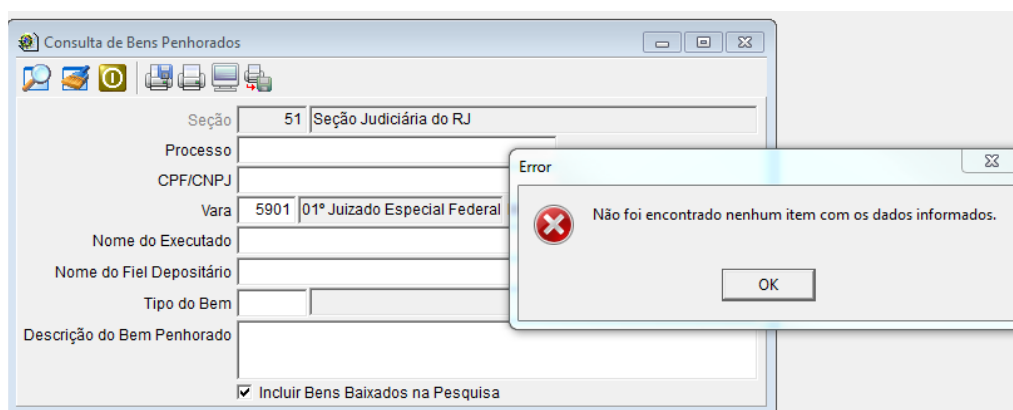 Consulta de Bens Penhorados
Seção 51 Seção Judiciária do RJ
Processo
CPF/CNPJ
Vara 5901 01º Juizado Especial Federal
Nome do Executado
Nome do Fiel Depositário
Tipo do Bem
Descrição do Bem Penhorado
Incluir Bens Baixados na Pesquisa
Error
Não foi encontrado nenhum item com os dados informados.
OK